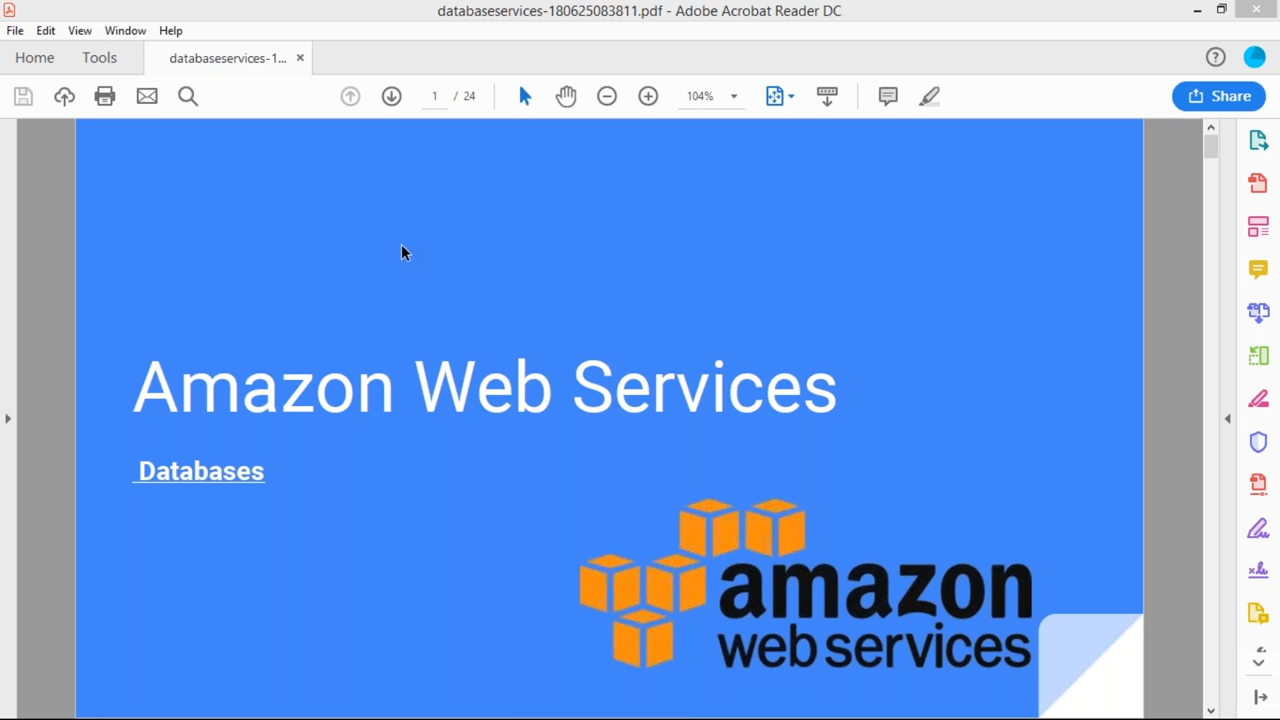 databaseservices-180625083811.pdf - Adobe Acrobat Reader DC
File Edit View Window Help
Home Tools databaseservices-1...
1 / 24 104% Share
Amazon Web Services
Databases
amazon
web services